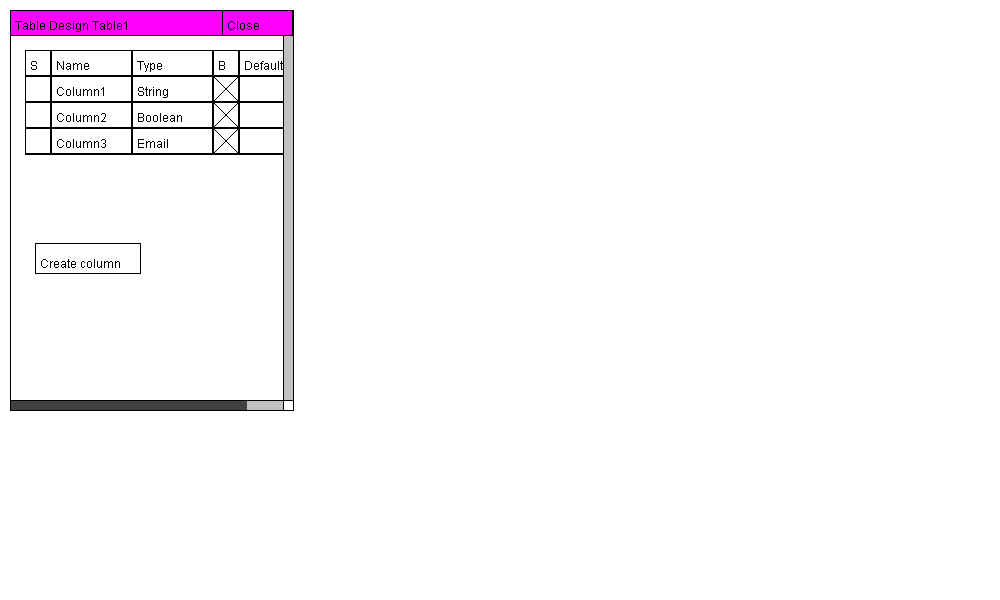 Table Design Table1 Close
S Name Type B Default
Column1 String
Column2 Boolean
Column3 Email
Create column